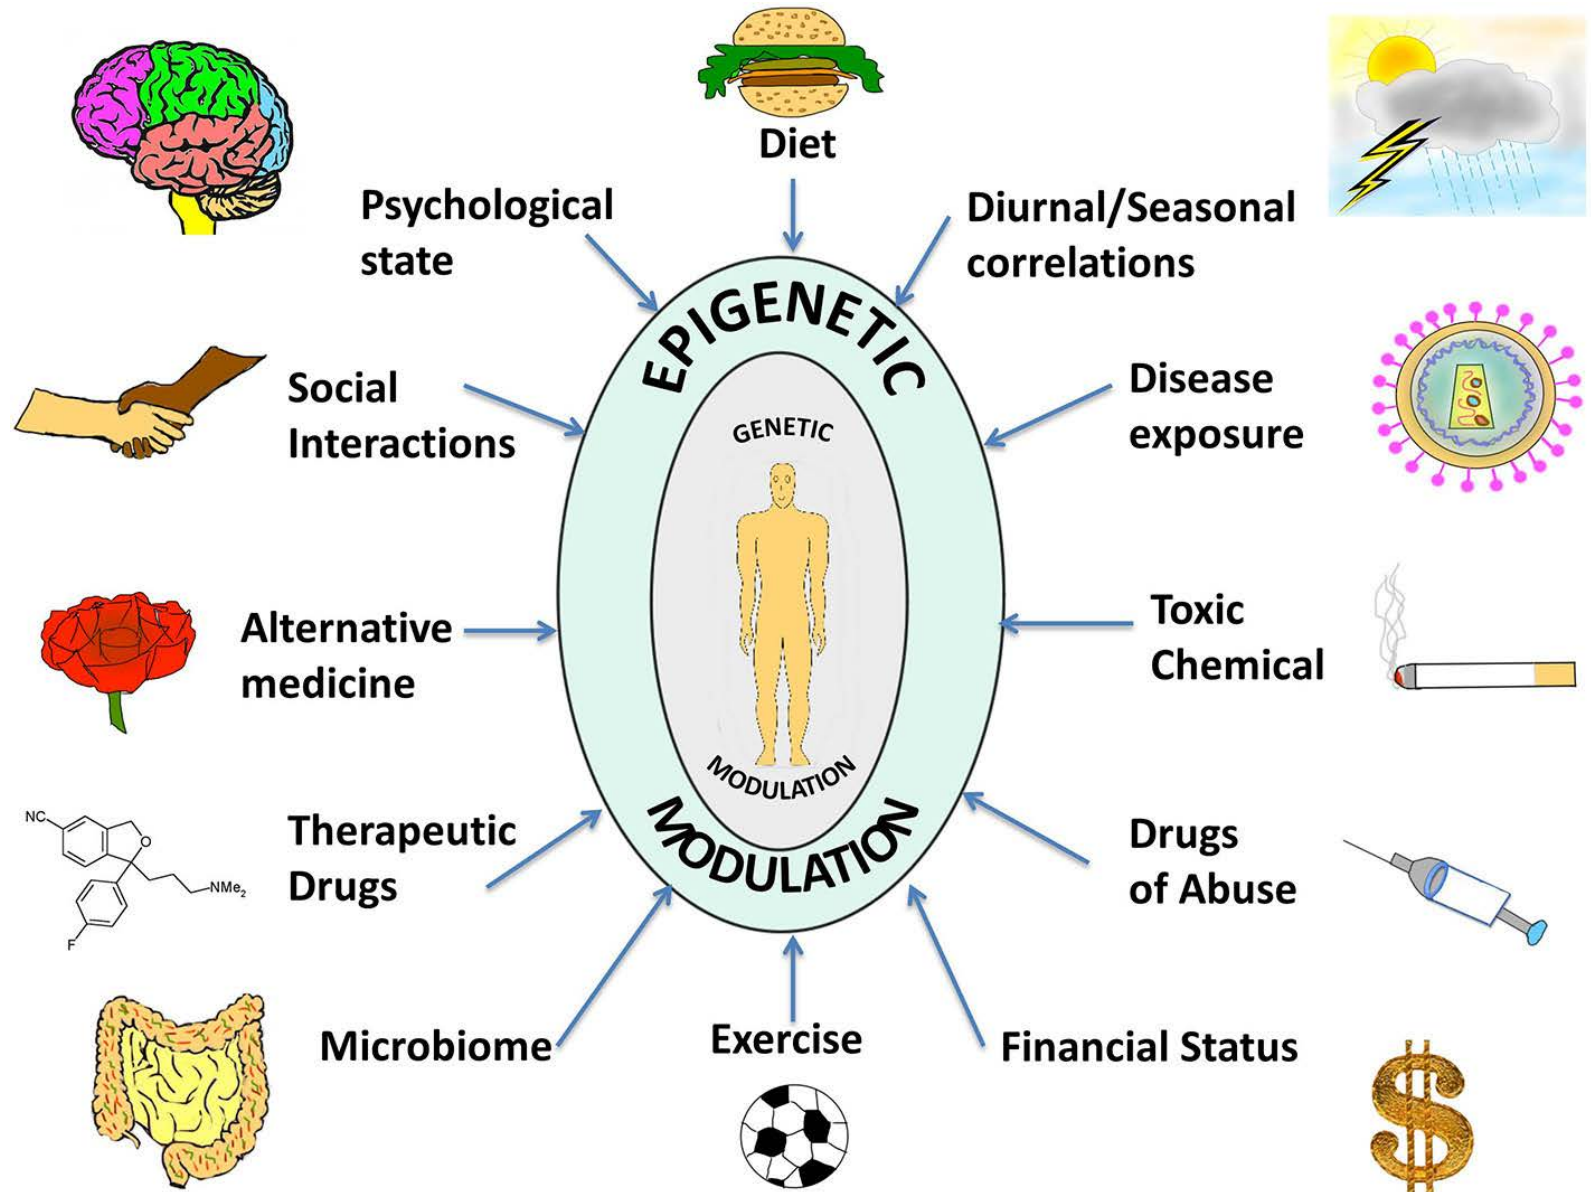 Diet
Psychological
state
Diurnal/Seasonal
correlations
EPIGENETIC
Social
Interactions
Disease
exposure
GENETIC
Alternative
medicine
Toxic
Chemical
MODULATION
MODULATION
Therapeutic
Drugs
NC
O
NMe₂
F
Drugs
of Abuse
Microbiome
Exercise
Financial Status
$